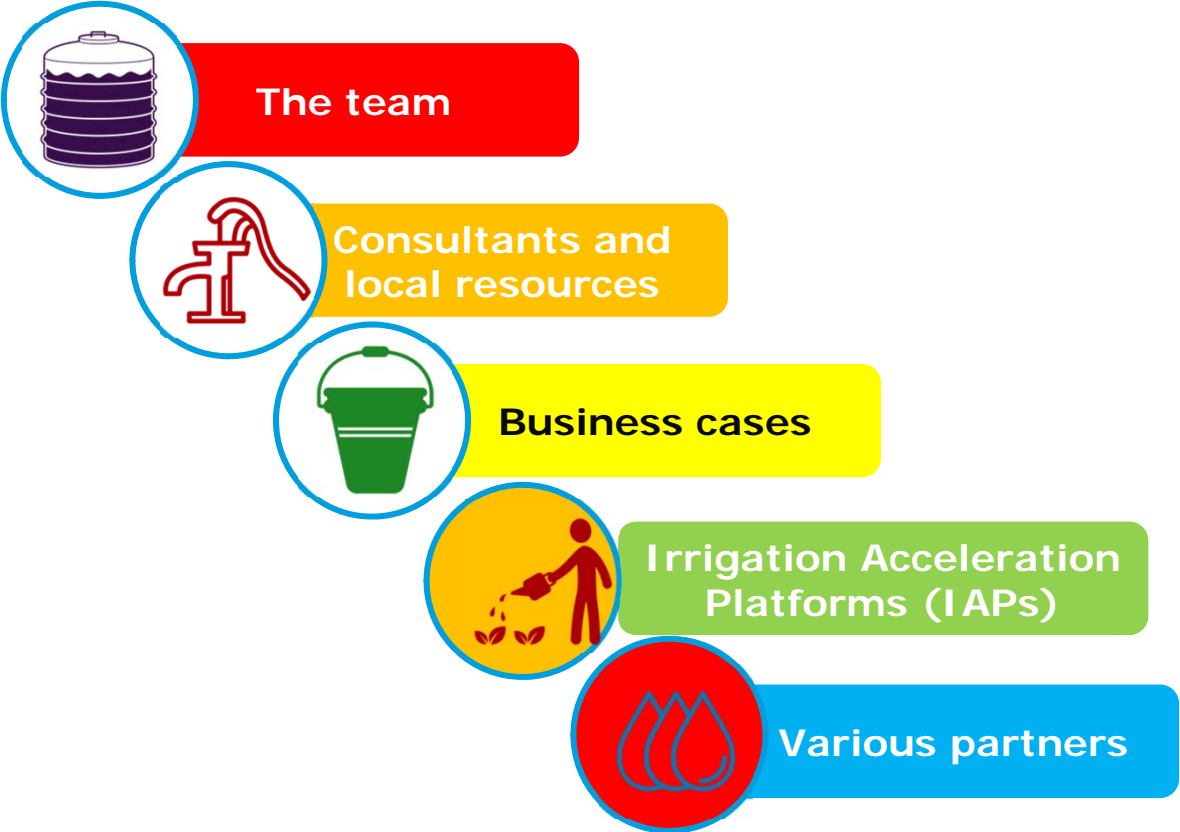 The team
Consultants and
local resources
Business cases
Irrigation Acceleration
Platforms (IAPs)
Various partners